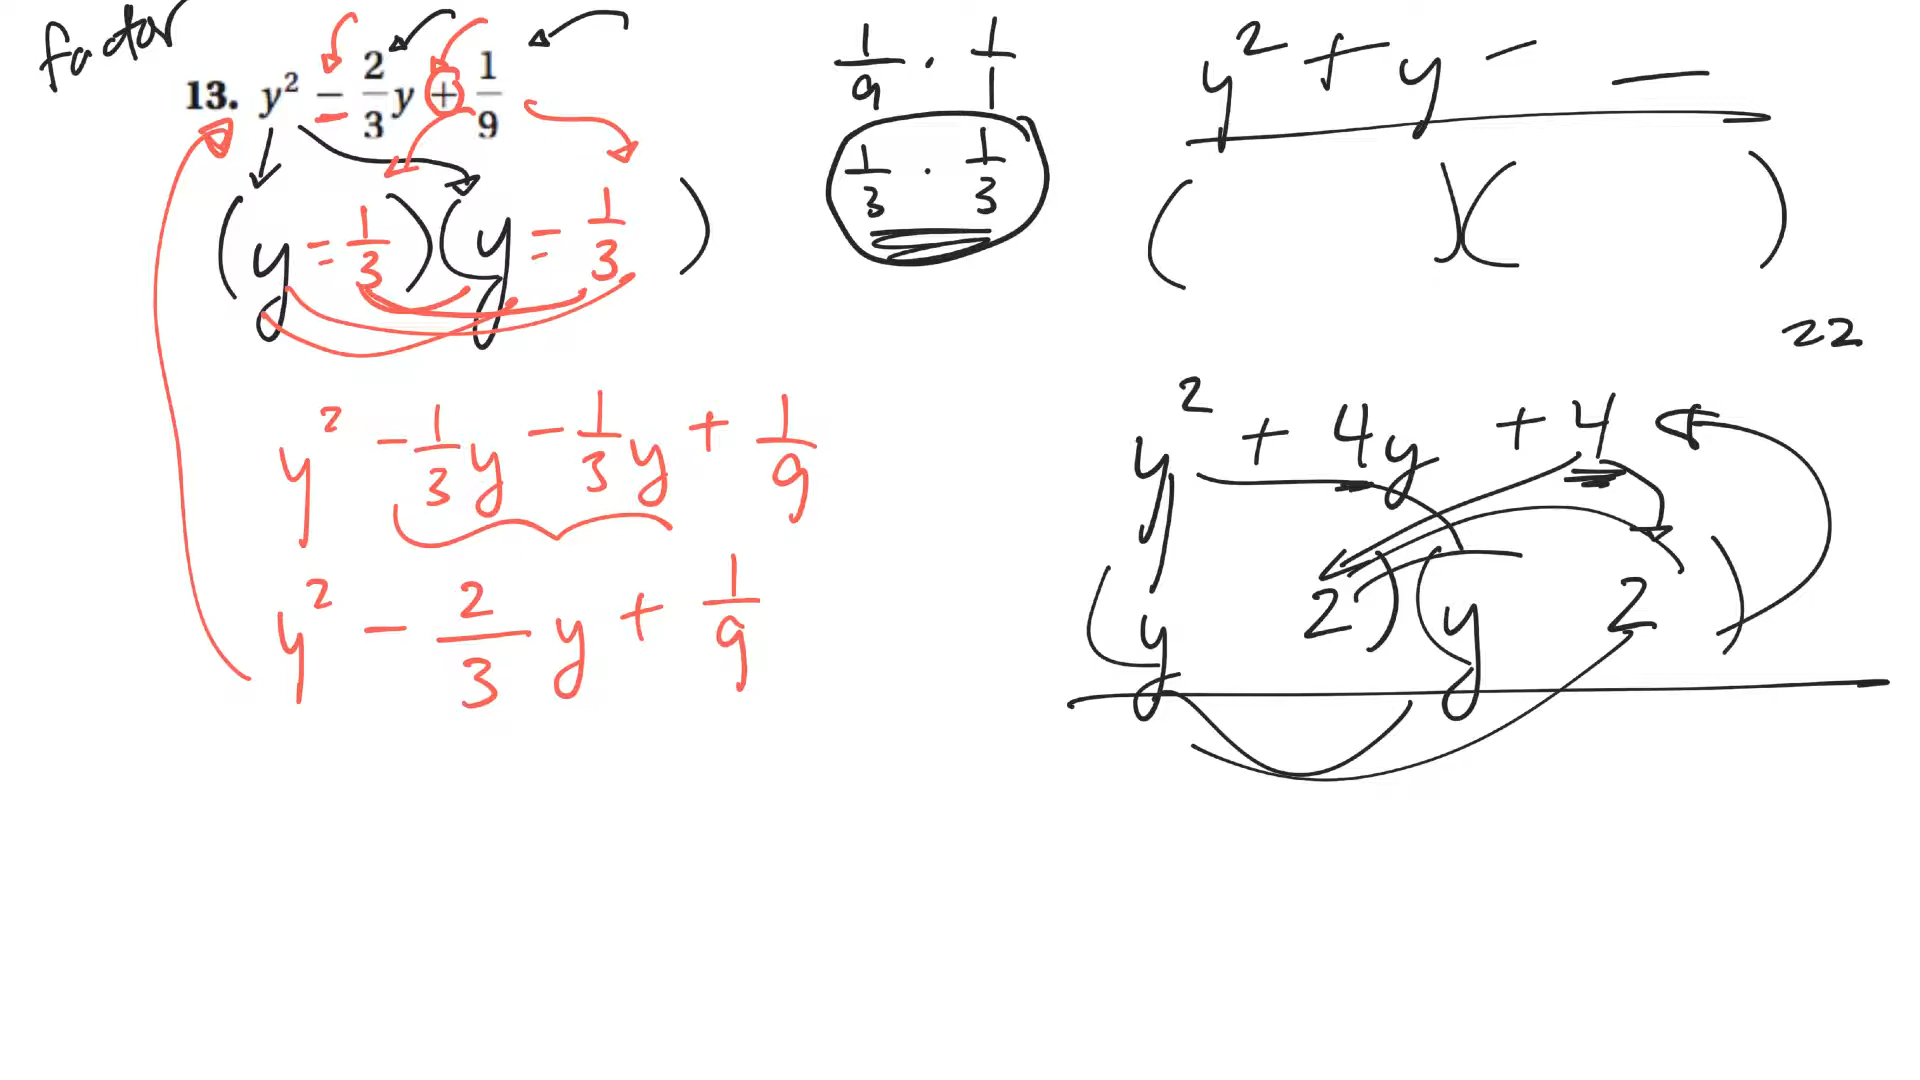 factor
13. y² − 2/3 y + 1/9
(y = 1/3)(y = 1/3)
y² − 1/3 y − 1/3 y + 1/9
y² − 2/3 y + 1/9
1/9 · 1/1
1/3 · 1/3
y² + y − —
( )( )
22
y² + 4y + 4
(y 2)(y 2)